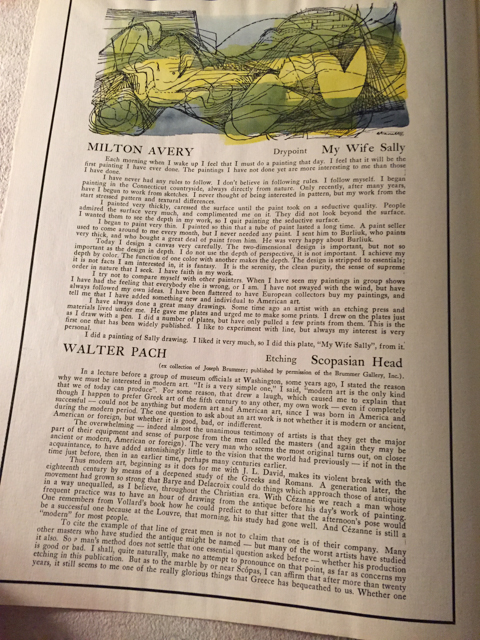 MILTON AVERY Drypoint My Wife Sally
Each morning when I wake up I feel that I must do a painting that day. I feel that it will be the
first painting I have ever done. The paintings I have not done yet are more interesting to me than those
I have done.
I have never had any rules to follow. I don't believe in following rules. I follow myself. I began
painting in the Connecticut countryside, always directly from nature. Only recently, after many years,
have I begun to work from sketches. I never thought of being interested in pattern, but my work from the
start stressed pattern and textural differences.
I painted very thickly, caressed the surface until the paint took on a seductive quality. People
admired the surface very much, and complimented me on it. They did not look beyond the surface.
I wanted them to see the depth in my work, so I quit painting the seductive surface.
I began to paint very thin. I painted so thin that a tube of paint lasted a long time. A paint seller
used to come around to me every month, but I never needed any paint. I sent him to Burliuk, who paints
very thick, and who bought a great deal of paint from him. He was very happy about Burliuk.
Today I design a canvas very carefully. The two-dimensional design is important, but not so
important as the design in depth. I do not use the depth of perspective, it is not important. I achieve my
depth by color. The function of one color with another makes the depth. The design is stripped to essentials;
it is not facts I am interested in, it is fantasy. It is the serenity, the clean purity, the sense of supreme
order in nature that I seek. I have faith in my work.
I try not to compare myself with other painters. When I have seen my paintings in group shows
I have had the feeling that everybody else is wrong, or I am. I have not swayed with the wind, but have
always followed my own ideas. I have been flattered to have European collectors buy my paintings, and
tell me that I have added something new and individual to American art.
I have always done a great many drawings. Some time ago an artist with an etching press and
materials lived under me. He gave me plates and urged me to make some prints. I drew on the plates just
as I draw with a pen. I did a number of plates, but have only pulled a few proofs from them. This is the
first one that has been widely published. I like to experiment with line, but always my interest is very
personal.
I did a painting of Sally drawing. I liked it very much, so I did this plate, "My Wife Sally", from it.
WALTER PACH Etching Scopasian Head
(ex collection of Joseph Brummer; published by permission of the Brummer Gallery, Inc.).
In a lecture before a group of museum officials at Washington, some years ago, I stated the reason
why we must be interested in modern art. "It is a very simple one," I said, "modern art is the only kind
that we of today can produce". For some reason, that drew a laugh, which caused me to explain that
though I happen to prefer Greek art of the fifth century to any other, my own work — even if completely
successful — could not be anything but modern art and American art, since I was born in America and
during the modern period. The one question to ask about an art work is not whether it is modern or ancient,
American or foreign, but whether it is good, bad, or indifferent.
The overwhelming — indeed almost the unanimous testimony of artists is that they get the major
part of their equipment and sense of purpose from the men called the masters (and again they may be
ancient or modern, American or foreign). The very man who seems the most original turns out, on closer
acquaintance, to have added astonishingly little to the vision that the world had previously — if not in the
time just before, then in an earlier time, perhaps many centuries earlier.
Thus modern art, beginning as it does for me with J. L. David, makes its violent break with the
eighteenth century by means of a deepened study of the Greeks and Romans. A generation later, the
movement had grown so strong that Barye and Delacroix could do things which approach those of antiquity
in a way unequalled, as I believe, throughout the Christian era. With Cézanne we reach a man whose
frequent practice was to have an hour of drawing from the antique before his day's work of painting.
One remembers from Vollard's book how he could predict to that sitter that the afternoon's pose would
be a successful one because at the Louvre, that morning, his study had gone well. And Cézanne is still a
"modern" for most people.
To cite the example of that line of great men is not to claim that one is of their company. Many
other masters who have studied the antique might be named — but many of the worst artists have studied
it also. So a man's method does not settle that one essential question asked before — whether his production
is good or bad. I shall, quite naturally, make no attempt to pronounce on that point, as far as concerns my
etching in this publication. But as to the marble by or near Scôpas, I can affirm that after more than twenty
years, it still seems to me one of the really glorious things that Greece has bequeathed to us. Whether one